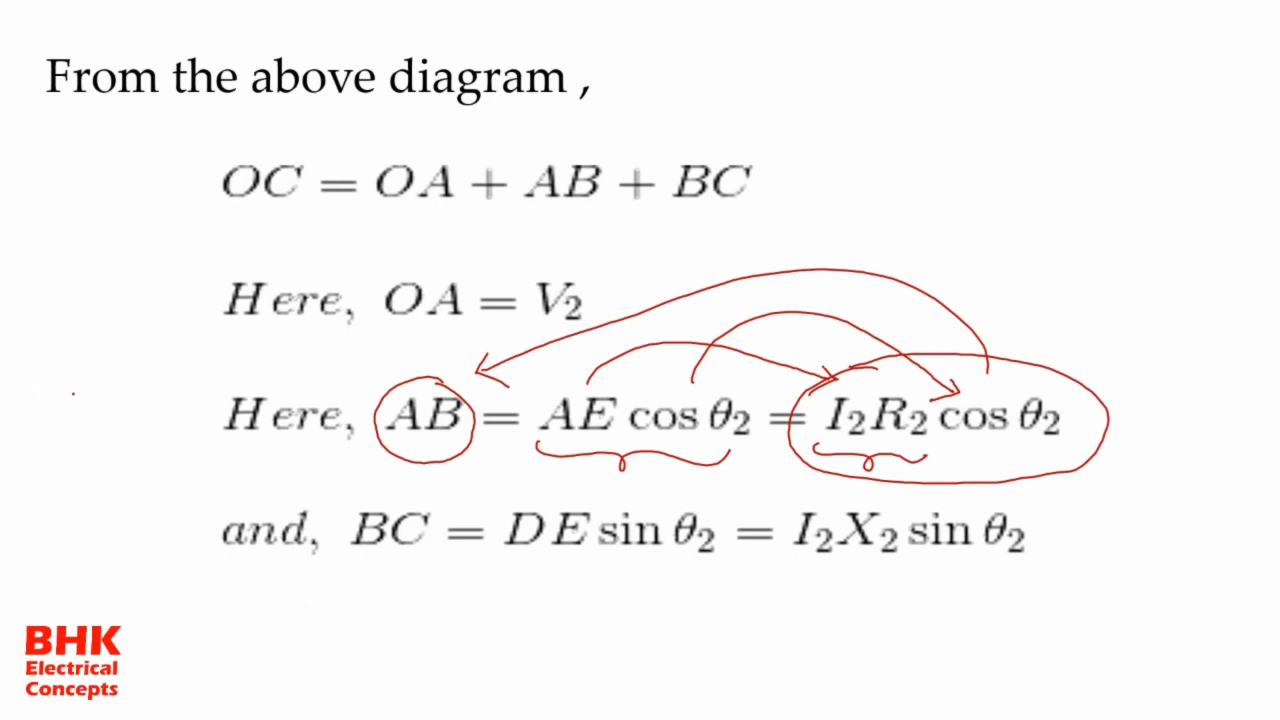 From the above diagram ,
OC = OA + AB + BC
Here, OA = V₂
Here, AB = AE cos θ₂ = I₂R₂ cos θ₂
and, BC = DE sin θ₂ = I₂X₂ sin θ₂
BHK
Electrical
Concepts